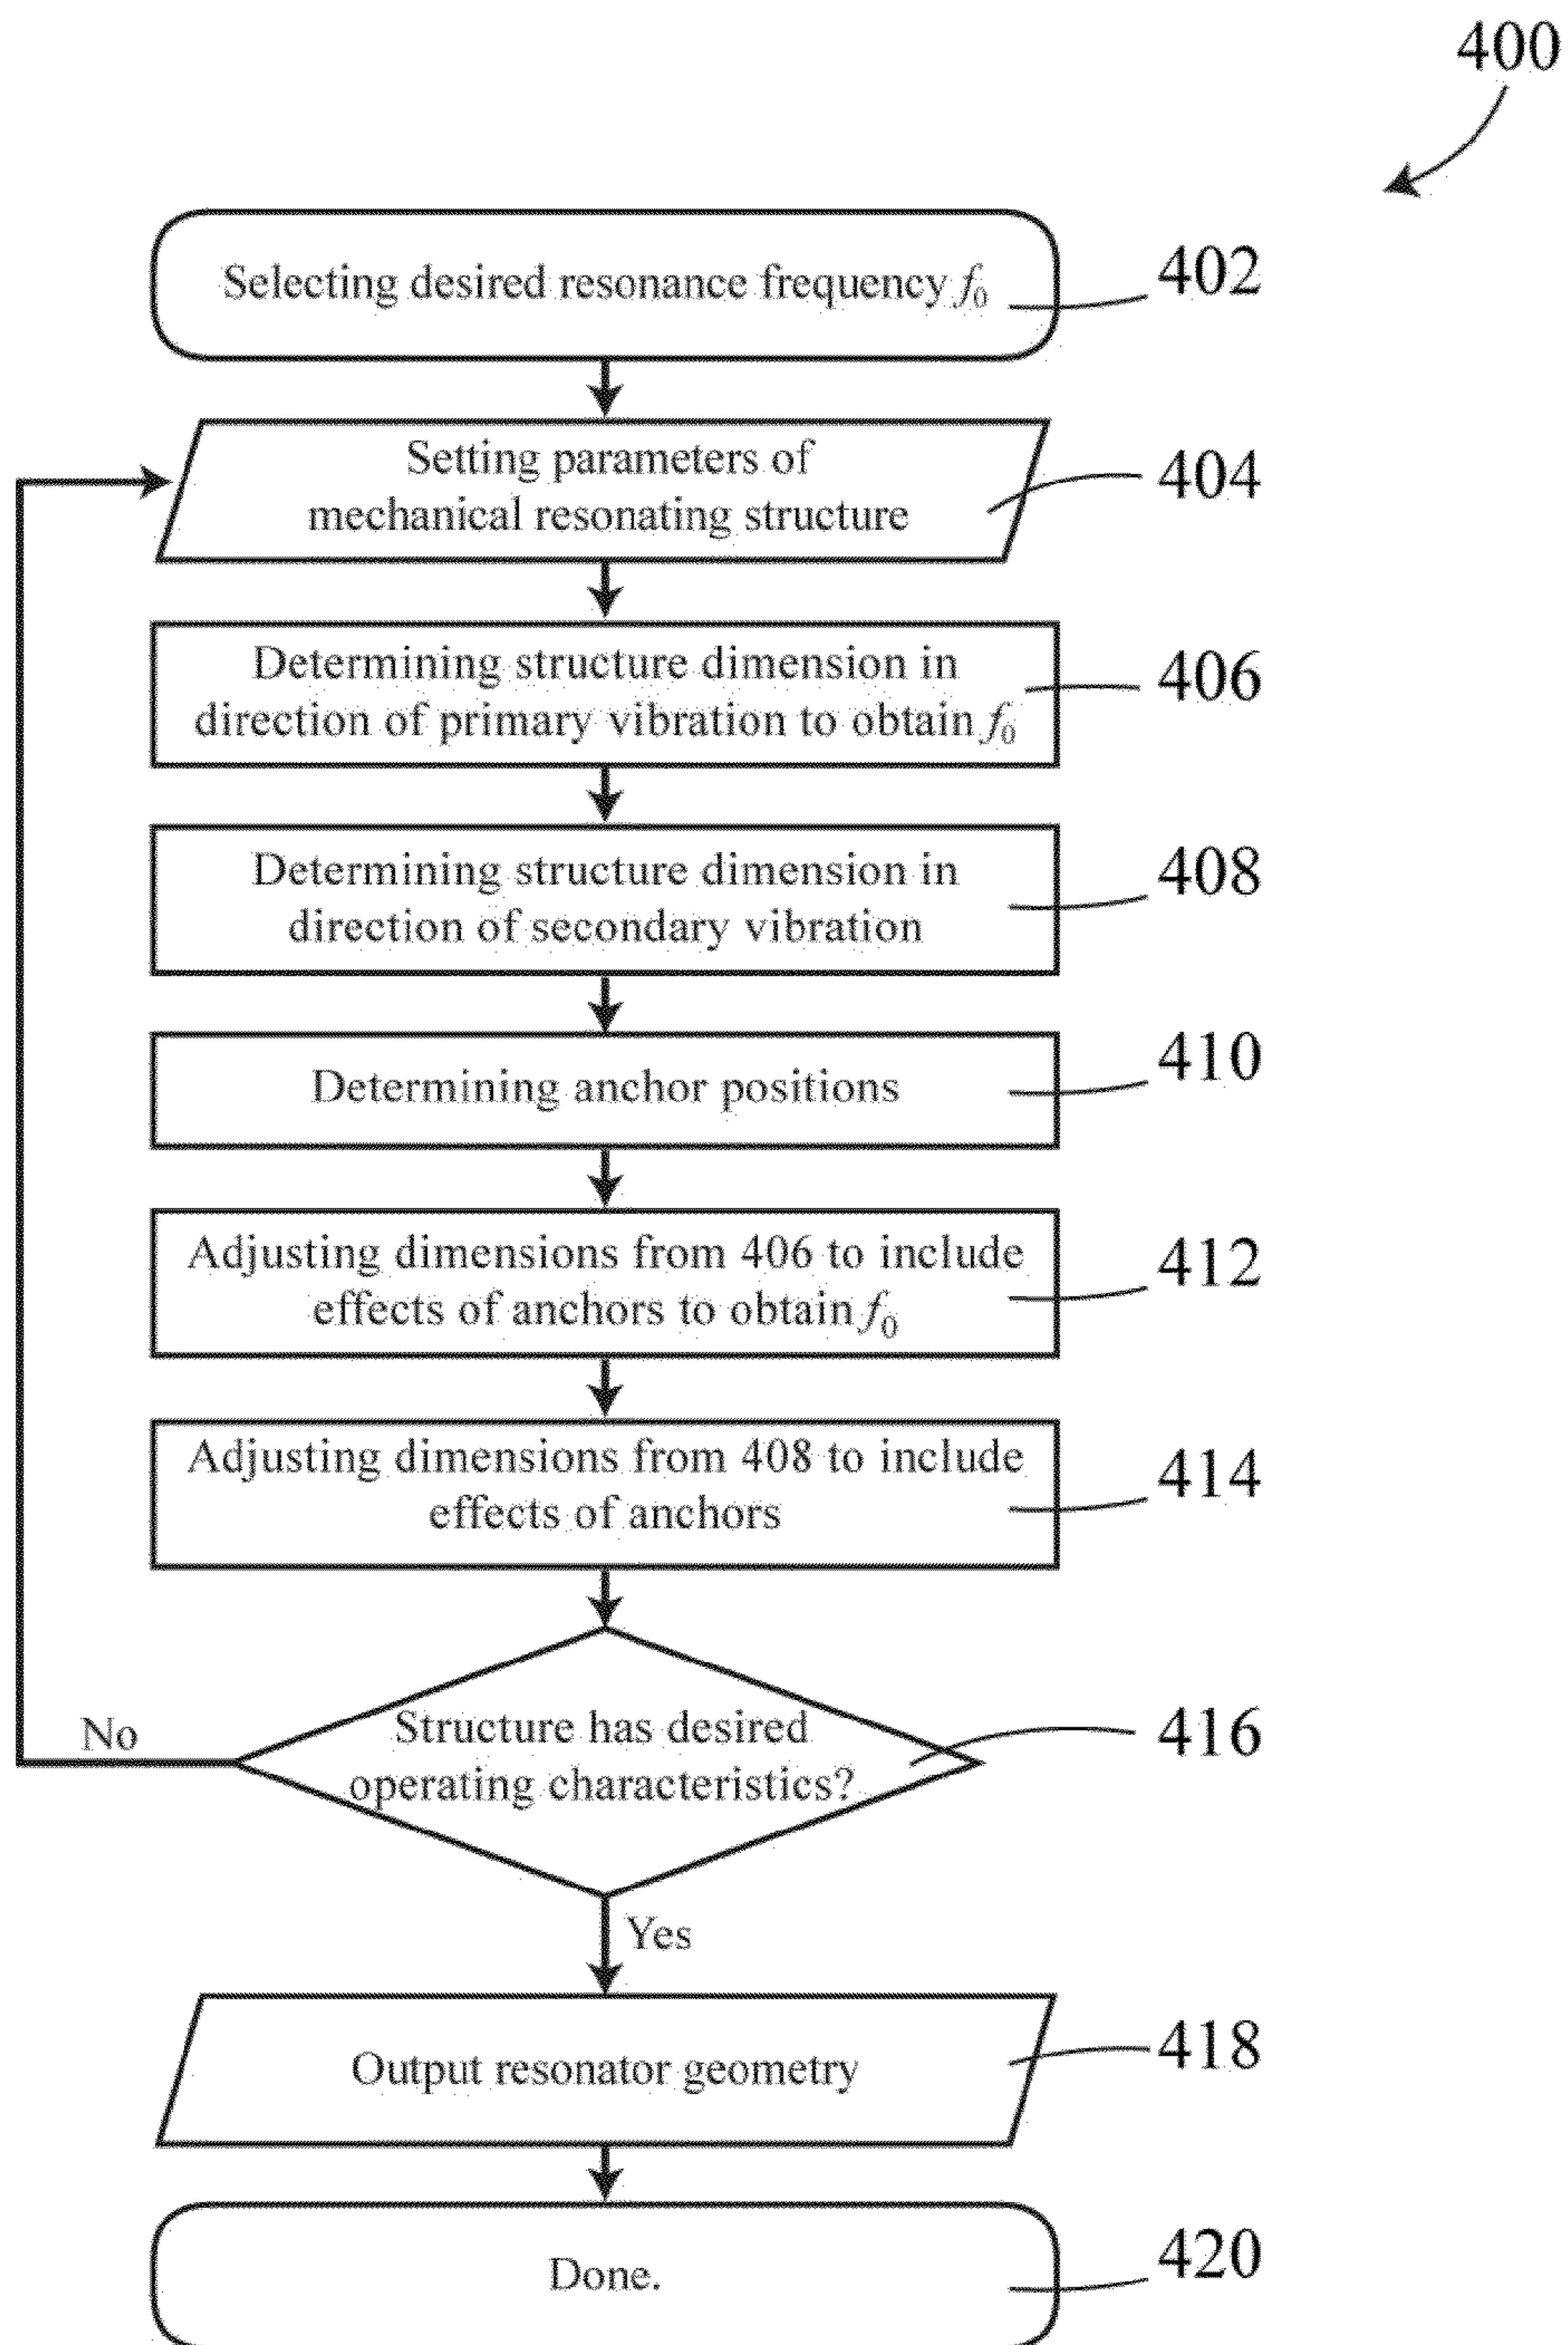 400
Selecting desired resonance frequency f0
402
Setting parameters of
mechanical resonating structure
404
Determining structure dimension in
direction of primary vibration to obtain f0
406
Determining structure dimension in
direction of secondary vibration
408
Determining anchor positions
410
Adjusting dimensions from 406 to include
effects of anchors to obtain f0
412
Adjusting dimensions from 408 to include
effects of anchors
414
Structure has desired
operating characteristics?
416
No
Yes
Output resonator geometry
418
Done.
420